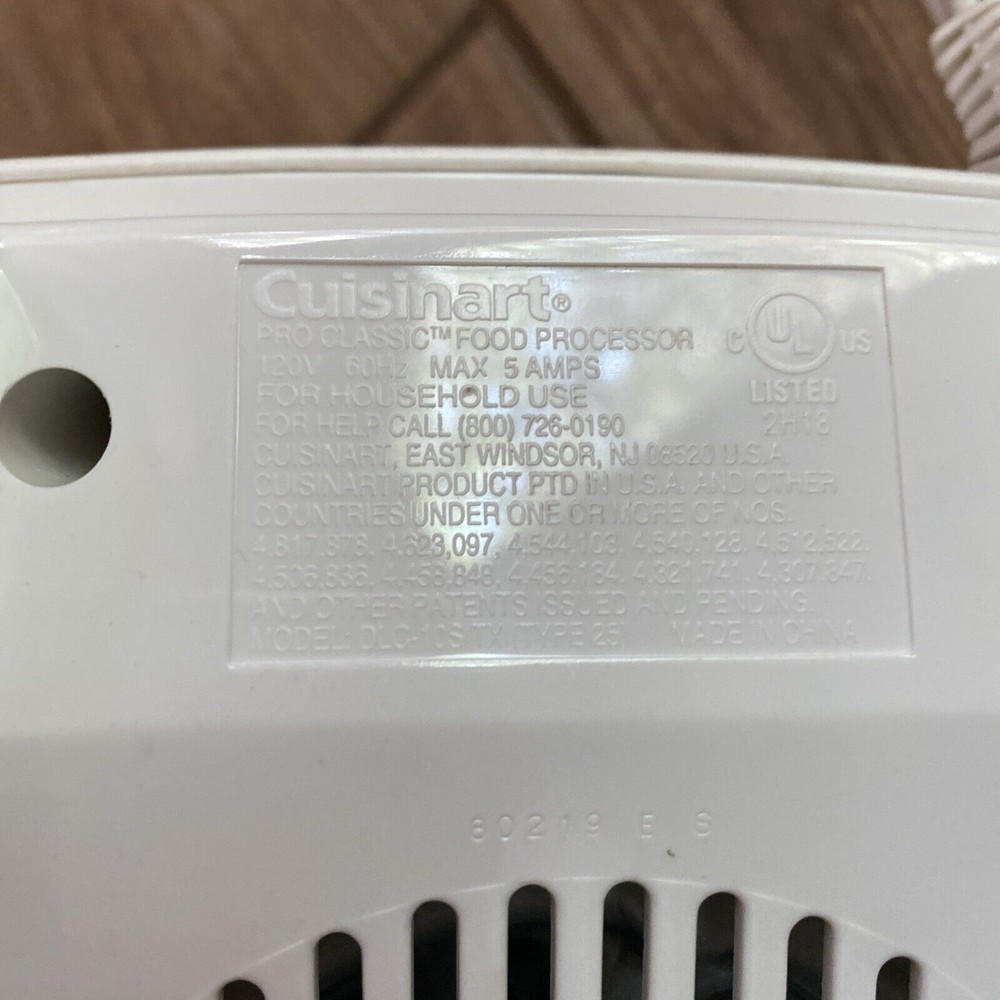 Cuisinart®
PRO CLASSIC™ FOOD PROCESSOR
120V 60Hz MAX 5 AMPS
FOR HOUSEHOLD USE
FOR HELP CALL (800) 726-0190
CUISINART, EAST WINDSOR, NJ 08520 U.S.A.
CUISINART PRODUCT PTD IN U.S.A. AND OTHER
COUNTRIES UNDER ONE OR MORE OF NOS.
4,817,878, 4,623,097, 4,544,103, 4,540,128, 4,512,522,
4,506,836, 4,458,848, 4,456,184, 4,321,741, 4,307,847,
AND OTHER PATENTS ISSUED AND PENDING.
MODEL: DLC-10S/TX (TYPE 25) MADE IN CHINA
C UL US
LISTED
2H18
80219 E S